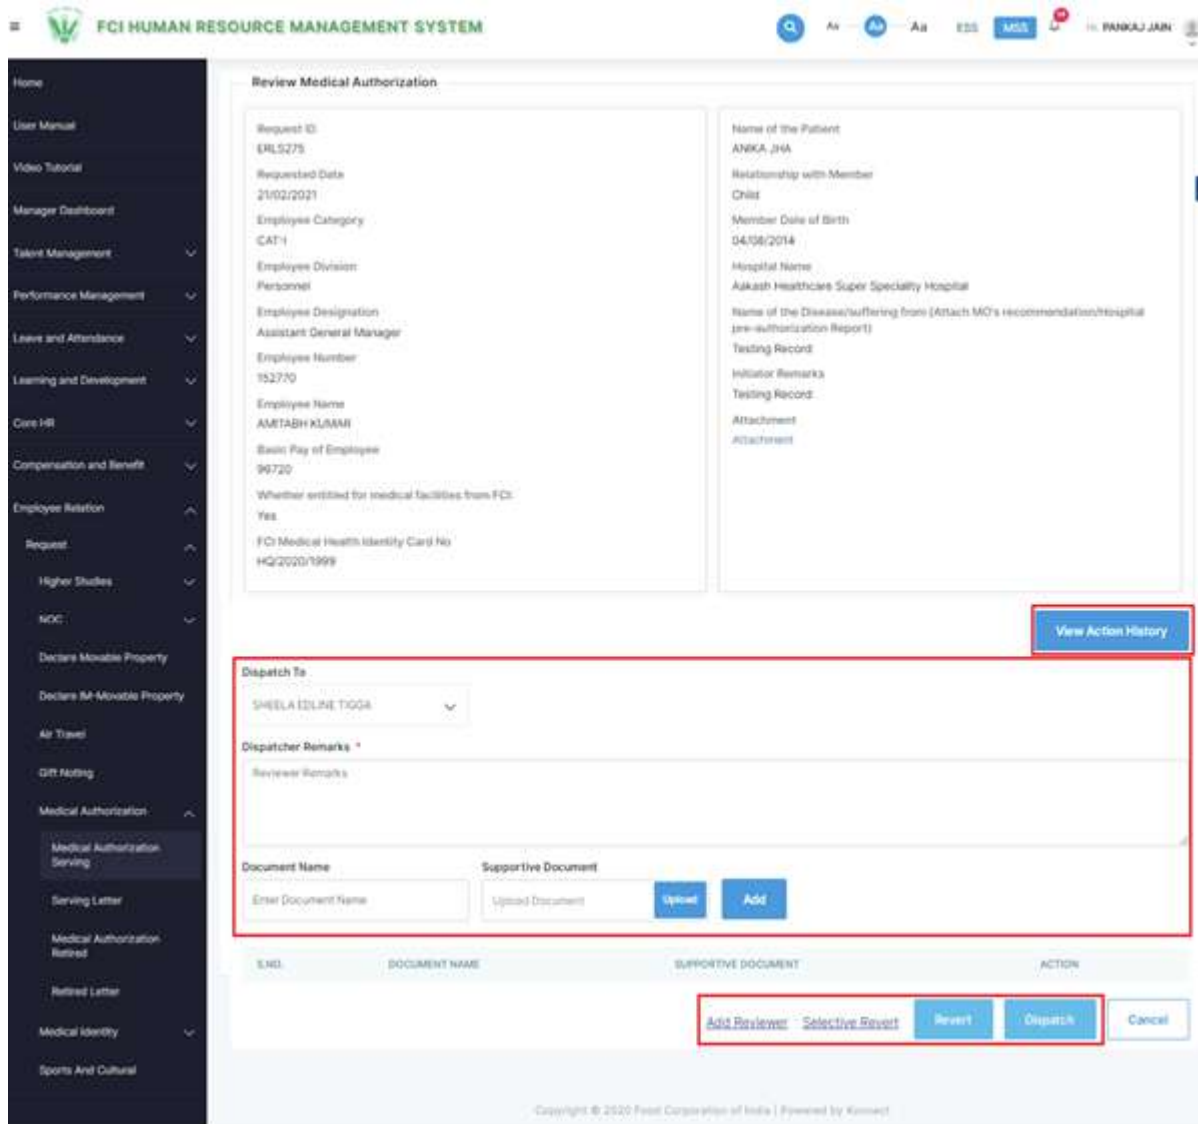 FCI HUMAN RESOURCE MANAGEMENT SYSTEM
Aa Aa Aa ESS MSS Hi, PANKAJ JAIN
Home
User Manual
Video Tutorial
Manager Dashboard
Talent Management
Performance Management
Leave and Attendance
Learning and Development
Core HR
Compensation and Benefit
Employee Relation
Request
Higher Studies
NOC
Declare Movable Property
Declare IM-Movable Property
Air Travel
Gift Noting
Medical Authorization
Medical Authorization
Serving
Serving Letter
Medical Authorization
Retired
Retired Letter
Medical Identity
Sports And Cultural
Review Medical Authorization
Request ID
ERLS275
Requested Date
21/02/2021
Employee Category
CAT-I
Employee Division
Personnel
Employee Designation
Assistant General Manager
Employee Number
152770
Employee Name
AMITABH KUMAR
Basic Pay of Employee
96720
Whether entitled for medical facilities from FCI:
Yes
FCI Medical Health Identity Card No
HQ/2020/1999
Name of the Patient
ANIKA JHA
Relationship with Member
Child
Member Date of Birth
04/08/2014
Hospital Name
Aakash Healthcare Super Speciality Hospital
Name of the Disease/suffering from (Attach MO's recommendation/Hospital
pre-authorization Report)
Testing Record
Initiator Remarks
Testing Record
Attachment
Attachment
View Action History
Dispatch To
SHEELA EDLINE TIGGA
Dispatcher Remarks *
Reviewer Remarks
Document Name Supportive Document
Enter Document Name Upload Document Upload Add
S.NO. DOCUMENT NAME SUPPORTIVE DOCUMENT ACTION
Add Reviewer Selective Revert Revert Dispatch Cancel
Copyright © 2020 Food Corporation of India | Powered by Konnect